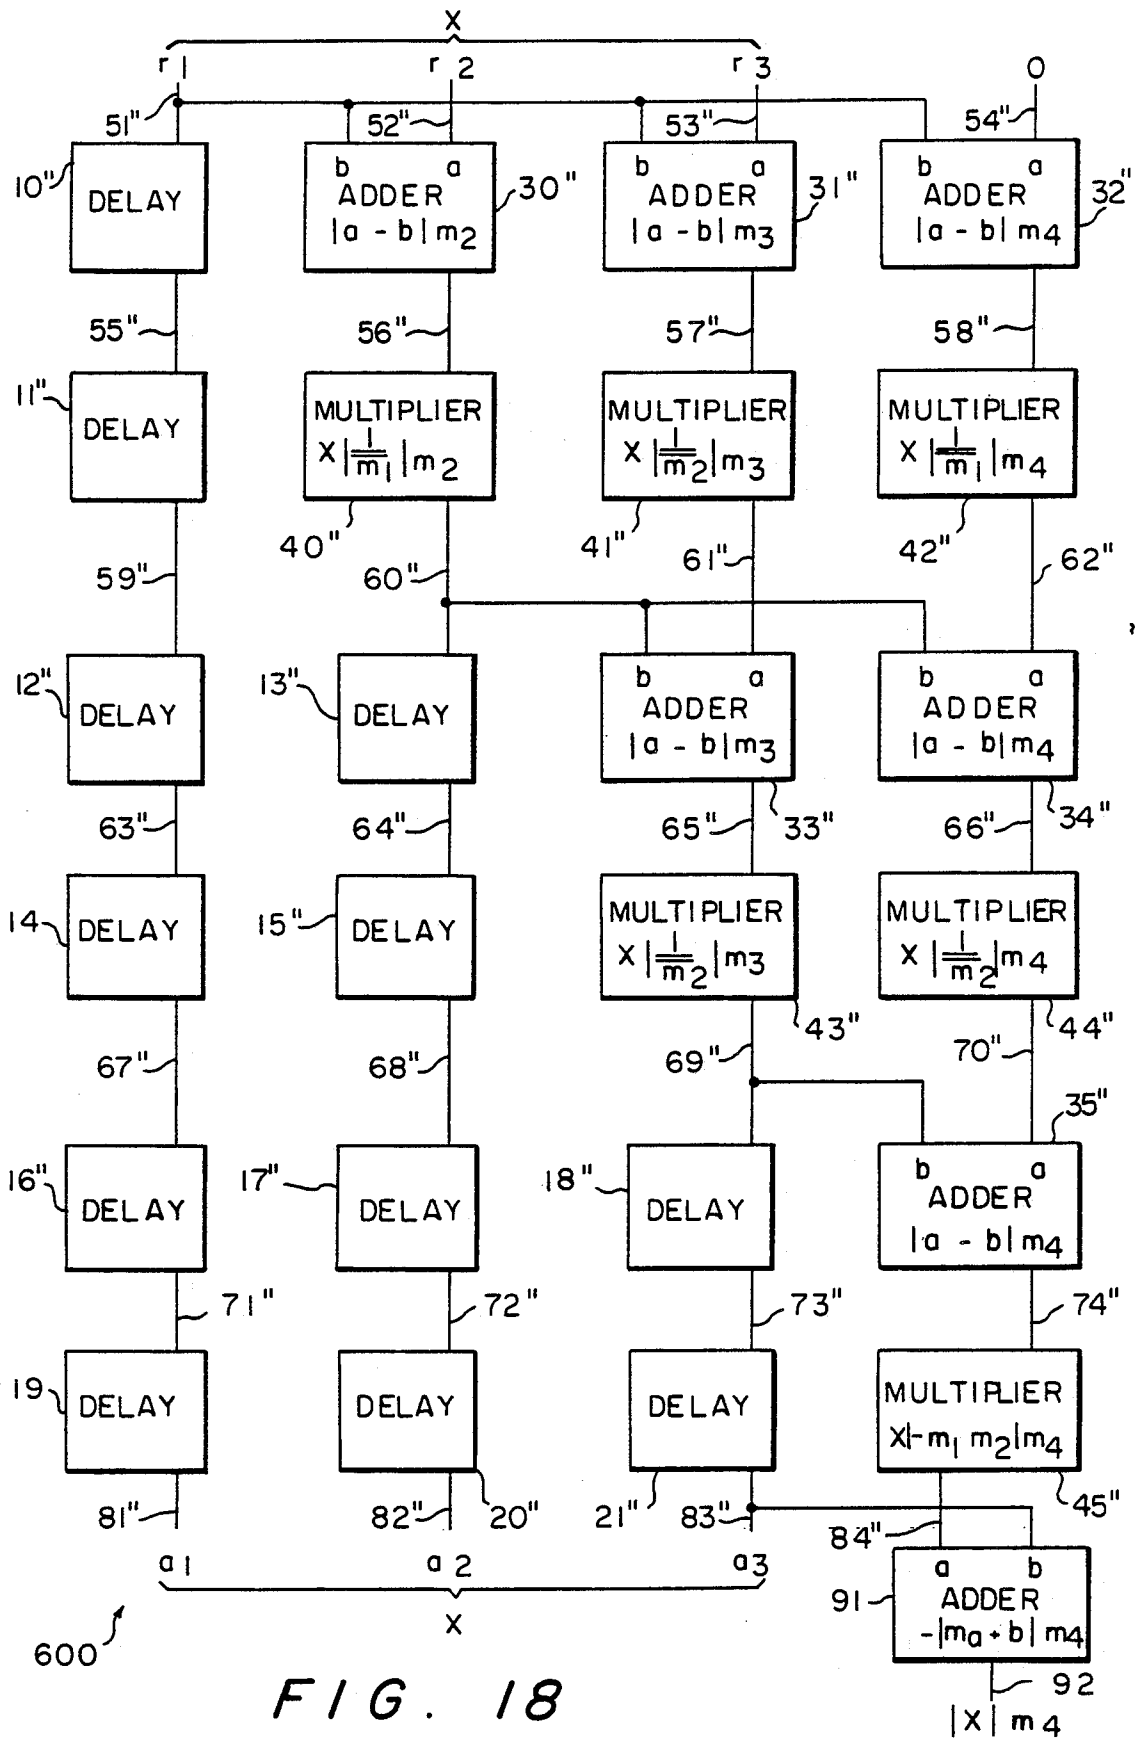 X
r 1 r 2 r 3 0
51" 52" 53" 54"
10" DELAY
b a
ADDER
|a - b| m2
30"
b a
ADDER
|a - b| m3
31"
b a
ADDER
|a - b| m4
32"
55" 56" 57" 58"
11" DELAY
MULTIPLIER
X | 1/m1 | m2
40"
MULTIPLIER
X | 1/m2 | m3
41"
MULTIPLIER
X | 1/m1 | m4
42"
59" 60" 61" 62"
12" DELAY
13" DELAY
b a
ADDER
|a - b| m3
33"
b a
ADDER
|a - b| m4
34"
63" 64" 65" 66"
14 DELAY
15" DELAY
MULTIPLIER
X | 1/m2 | m3
43"
MULTIPLIER
X | 1/m2 | m4
44"
67" 68" 69" 70"
16" DELAY
17" DELAY
18" DELAY
35"
b a
ADDER
|a - b| m4
71" 72" 73" 74"
19 DELAY
DELAY
20"
DELAY
21"
MULTIPLIER
X|-m1 m2|m4
45"
81" 82" 83" 84"
a1 a2 a3
X
91
a b
ADDER
-|ma + b| m4
92
|X| m4
600
FIG. 18